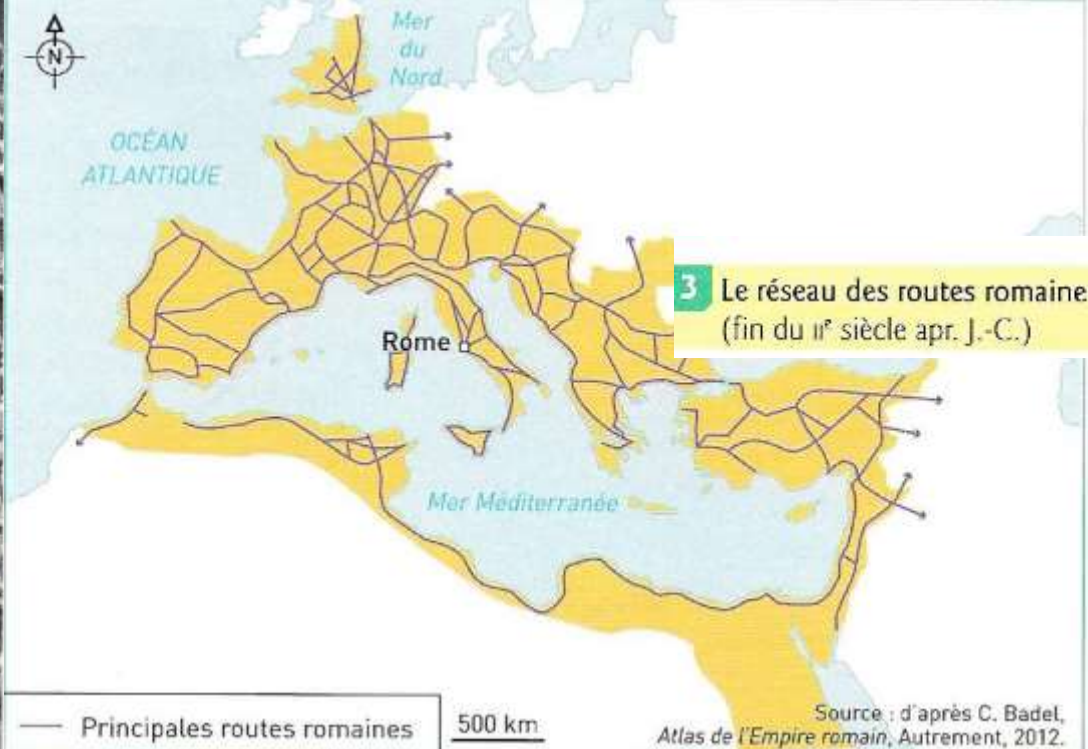 N
Mer
du
Nord
OCÉAN
ATLANTIQUE
3 Le réseau des routes romaine
(fin du IIᵉ siècle apr. J.-C.)
Rome
Mer Méditerranée
Principales routes romaines
500 km
Source : d'après C. Badel,
Atlas de l'Empire romain, Autrement, 2012.